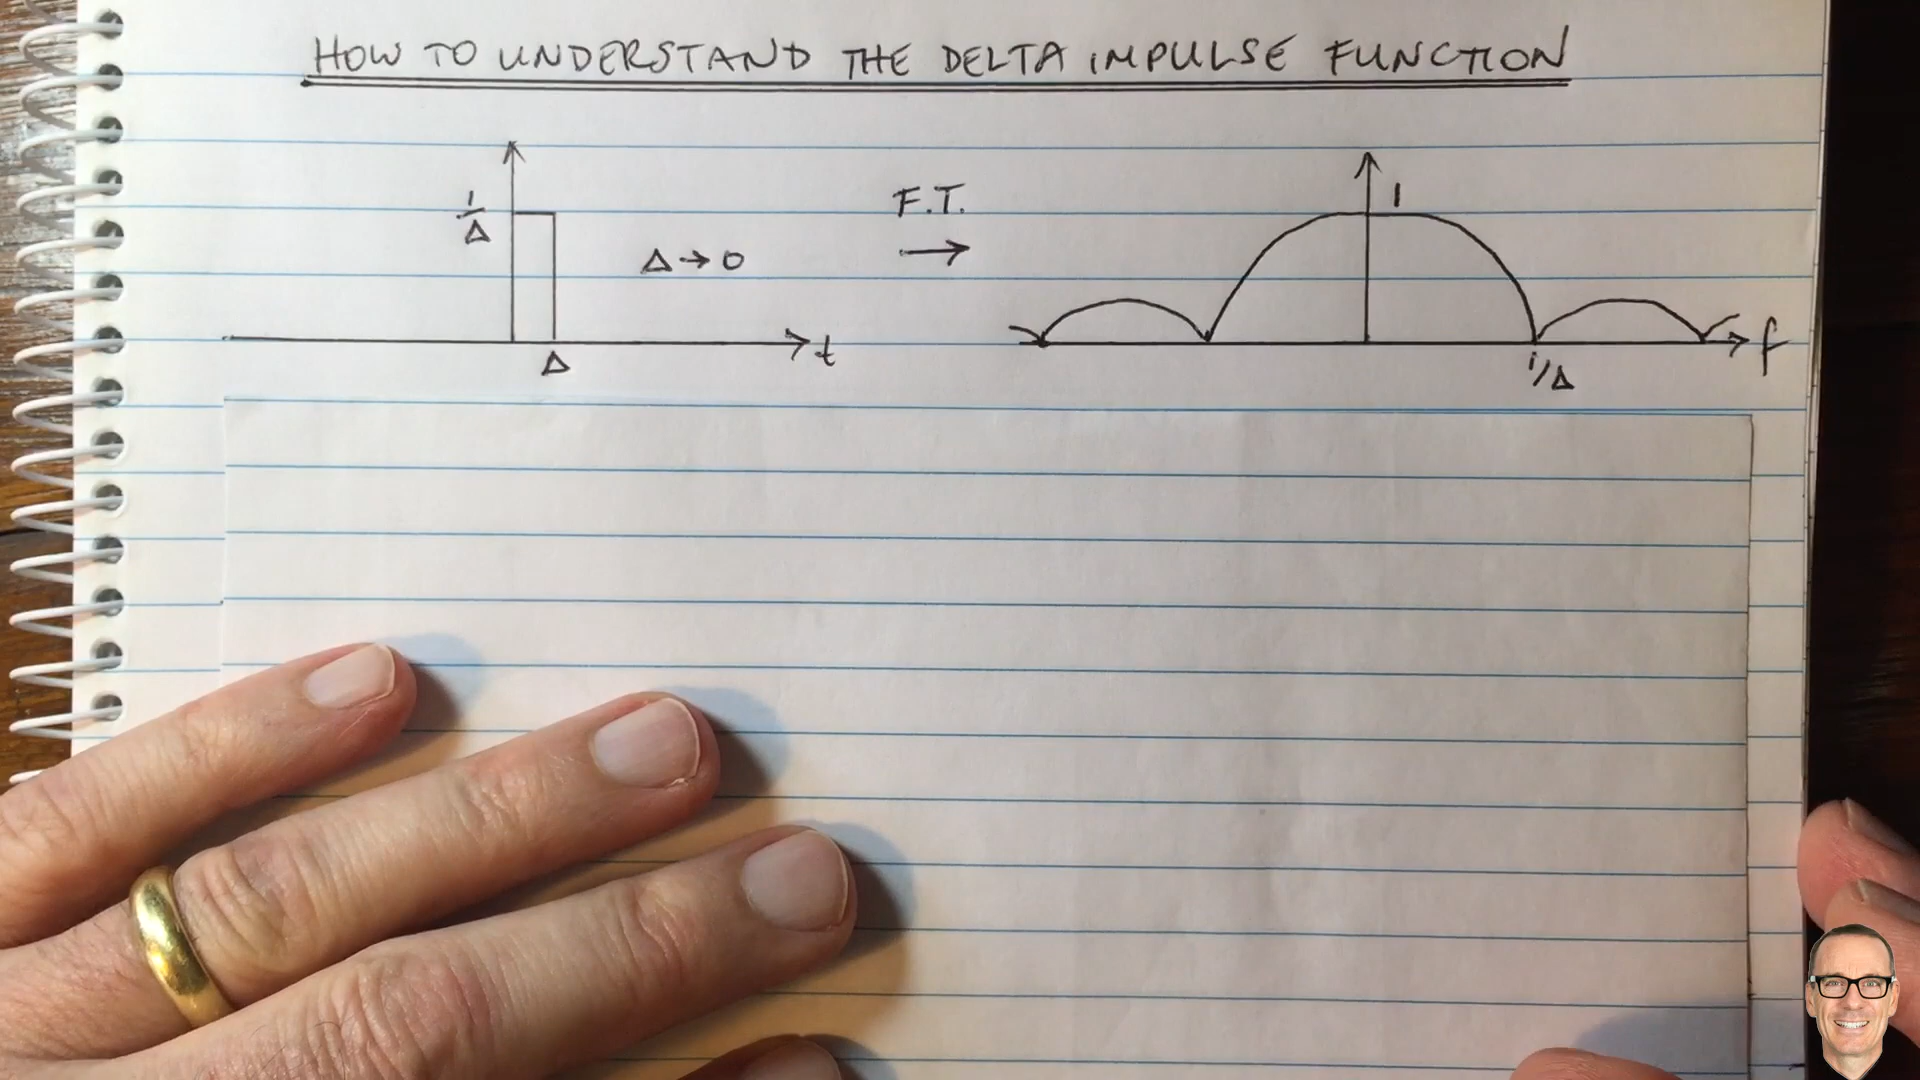 HOW TO UNDERSTAND THE DELTA IMPULSE FUNCTION
1/Δ
Δ→0
Δ
t
F.T.
→
1
1/Δ
f